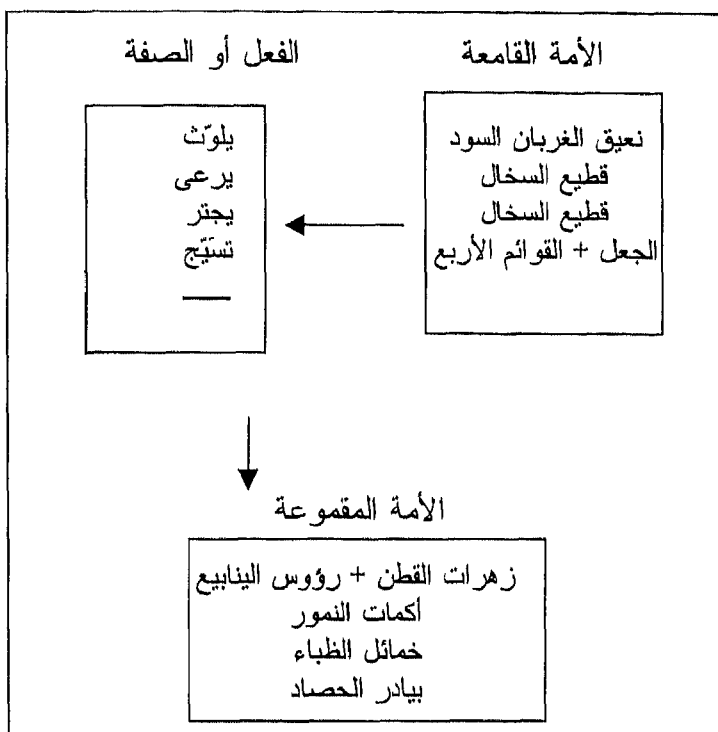 الأمة القامعة
نعيق الغربان السود
قطيع السخال
قطيع السخال
الجعل + القوائم الأربع
الفعل أو الصفة
يلوّث
يرعى
يجتر
تسَيّج
الأمة المقموعة
زهرات القطن + رؤوس الينابيع
أكمات النمور
خمائل الظباء
بيادر الحصاد